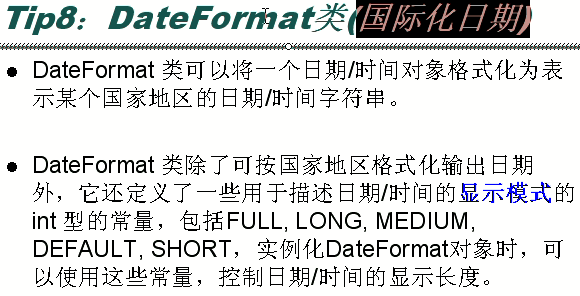 Tip8：DateFormat类(国际化日期)
● DateFormat 类可以将一个日期/时间对象格式化为表
示某个国家地区的日期/时间字符串。
● DateFormat 类除了可按国家地区格式化输出日期
外，它还定义了一些用于描述日期/时间的显示模式的
int 型的常量，包括FULL, LONG, MEDIUM,
DEFAULT, SHORT，实例化DateFormat对象时，可
以使用这些常量，控制日期/时间的显示长度。